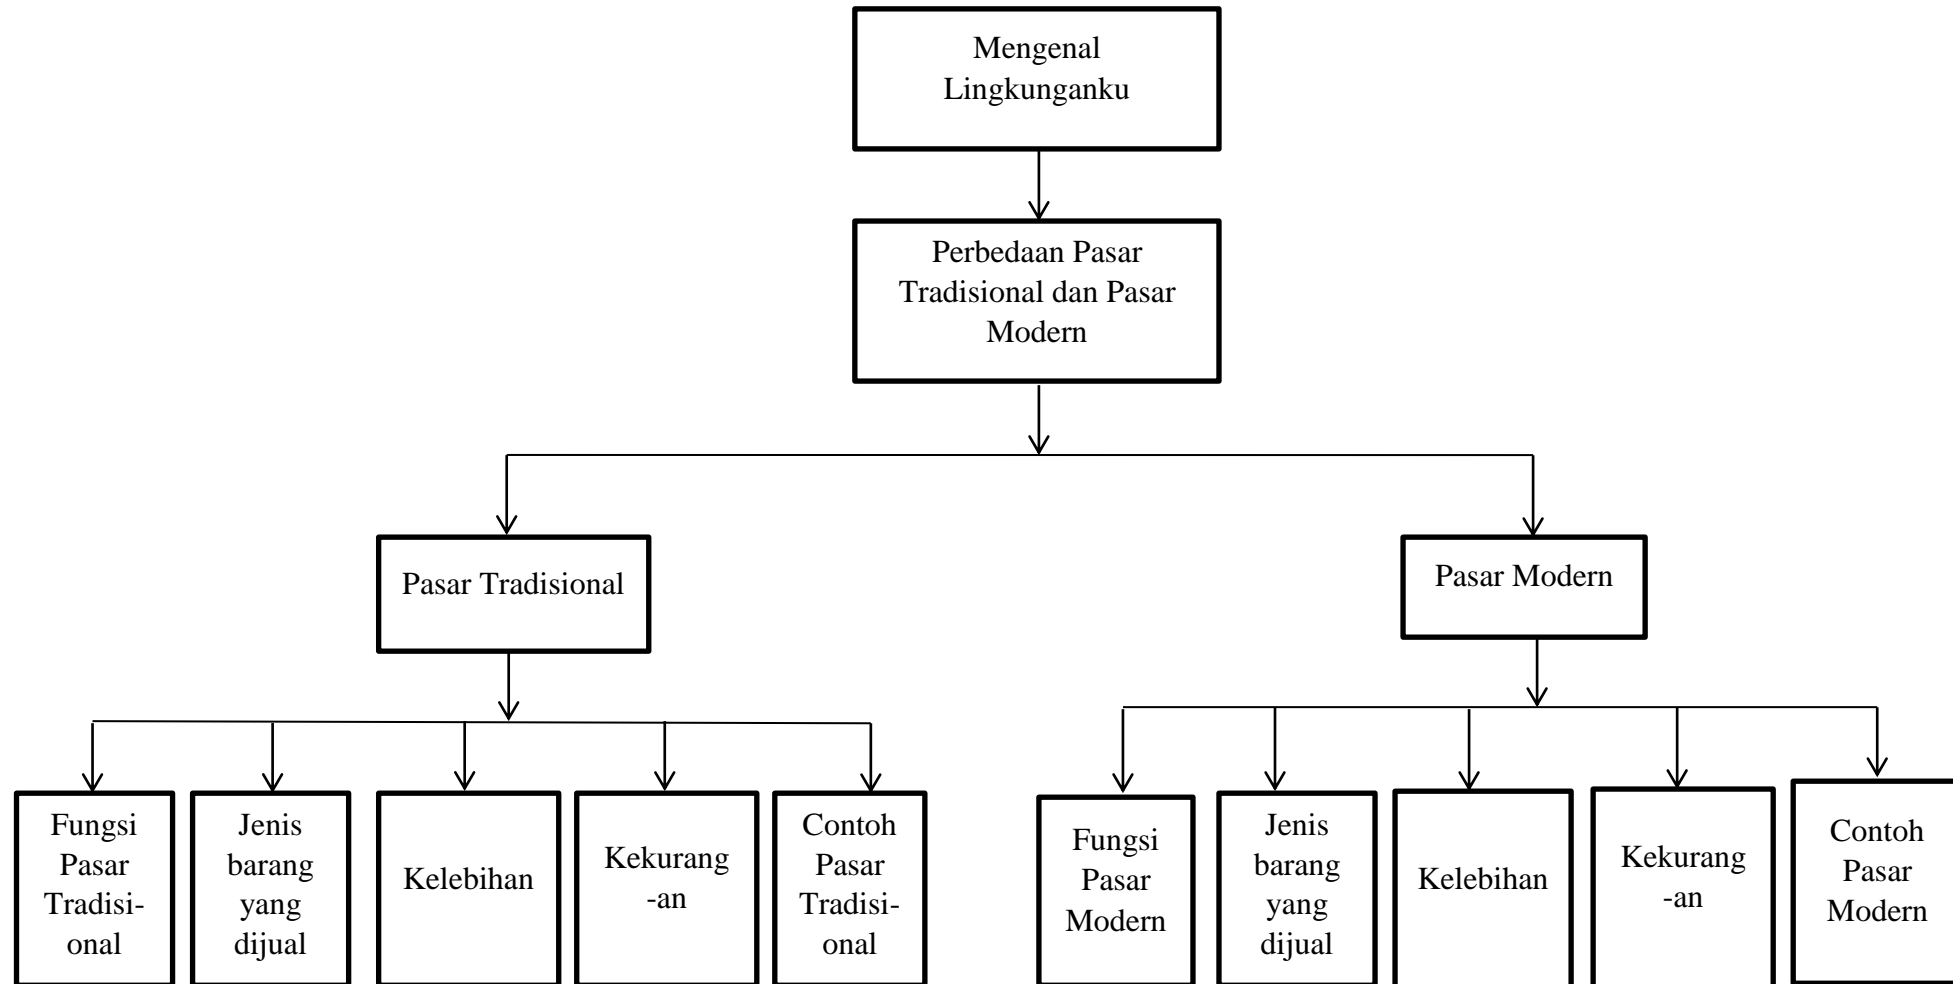 Mengenal
Lingkunganku
Perbedaan Pasar
Tradisional dan Pasar
Modern
Pasar Tradisional
Pasar Modern
Fungsi
Pasar
Tradisi-
onal
Jenis
barang
yang
dijual
Kelebihan
Kekurang
-an
Contoh
Pasar
Tradisi-
onal
Fungsi
Pasar
Modern
Jenis
barang
yang
dijual
Kelebihan
Kekurang
-an
Contoh
Pasar
Modern